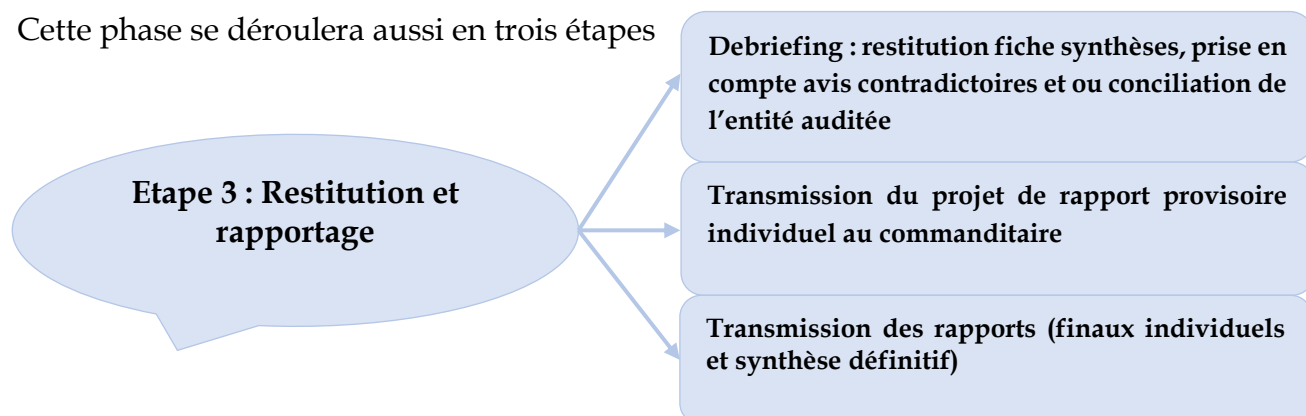 Cette phase se déroulera aussi en trois étapes
Debriefing : restitution fiche synthèses, prise en
compte avis contradictoires et ou conciliation de
l’entité auditée
Etape 3 : Restitution et
rapportage
Transmission du projet de rapport provisoire
individuel au commanditaire
Transmission des rapports (finaux individuels
et synthèse définitif)